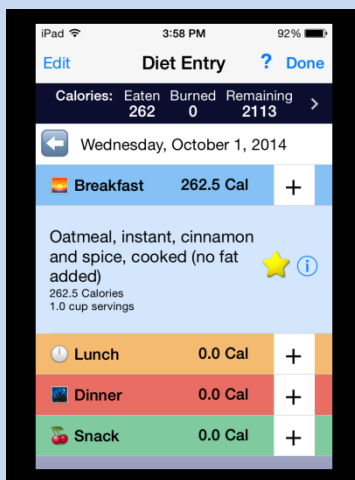 iPad 3:58 PM 92%
Edit Diet Entry ? Done
Calories: Eaten Burned Remaining >
262 0 2113
Wednesday, October 1, 2014
Breakfast 262.5 Cal +
Oatmeal, instant, cinnamon
and spice, cooked (no fat
added)
262.5 Calories
1.0 cup servings
Lunch 0.0 Cal +
Dinner 0.0 Cal +
Snack 0.0 Cal +